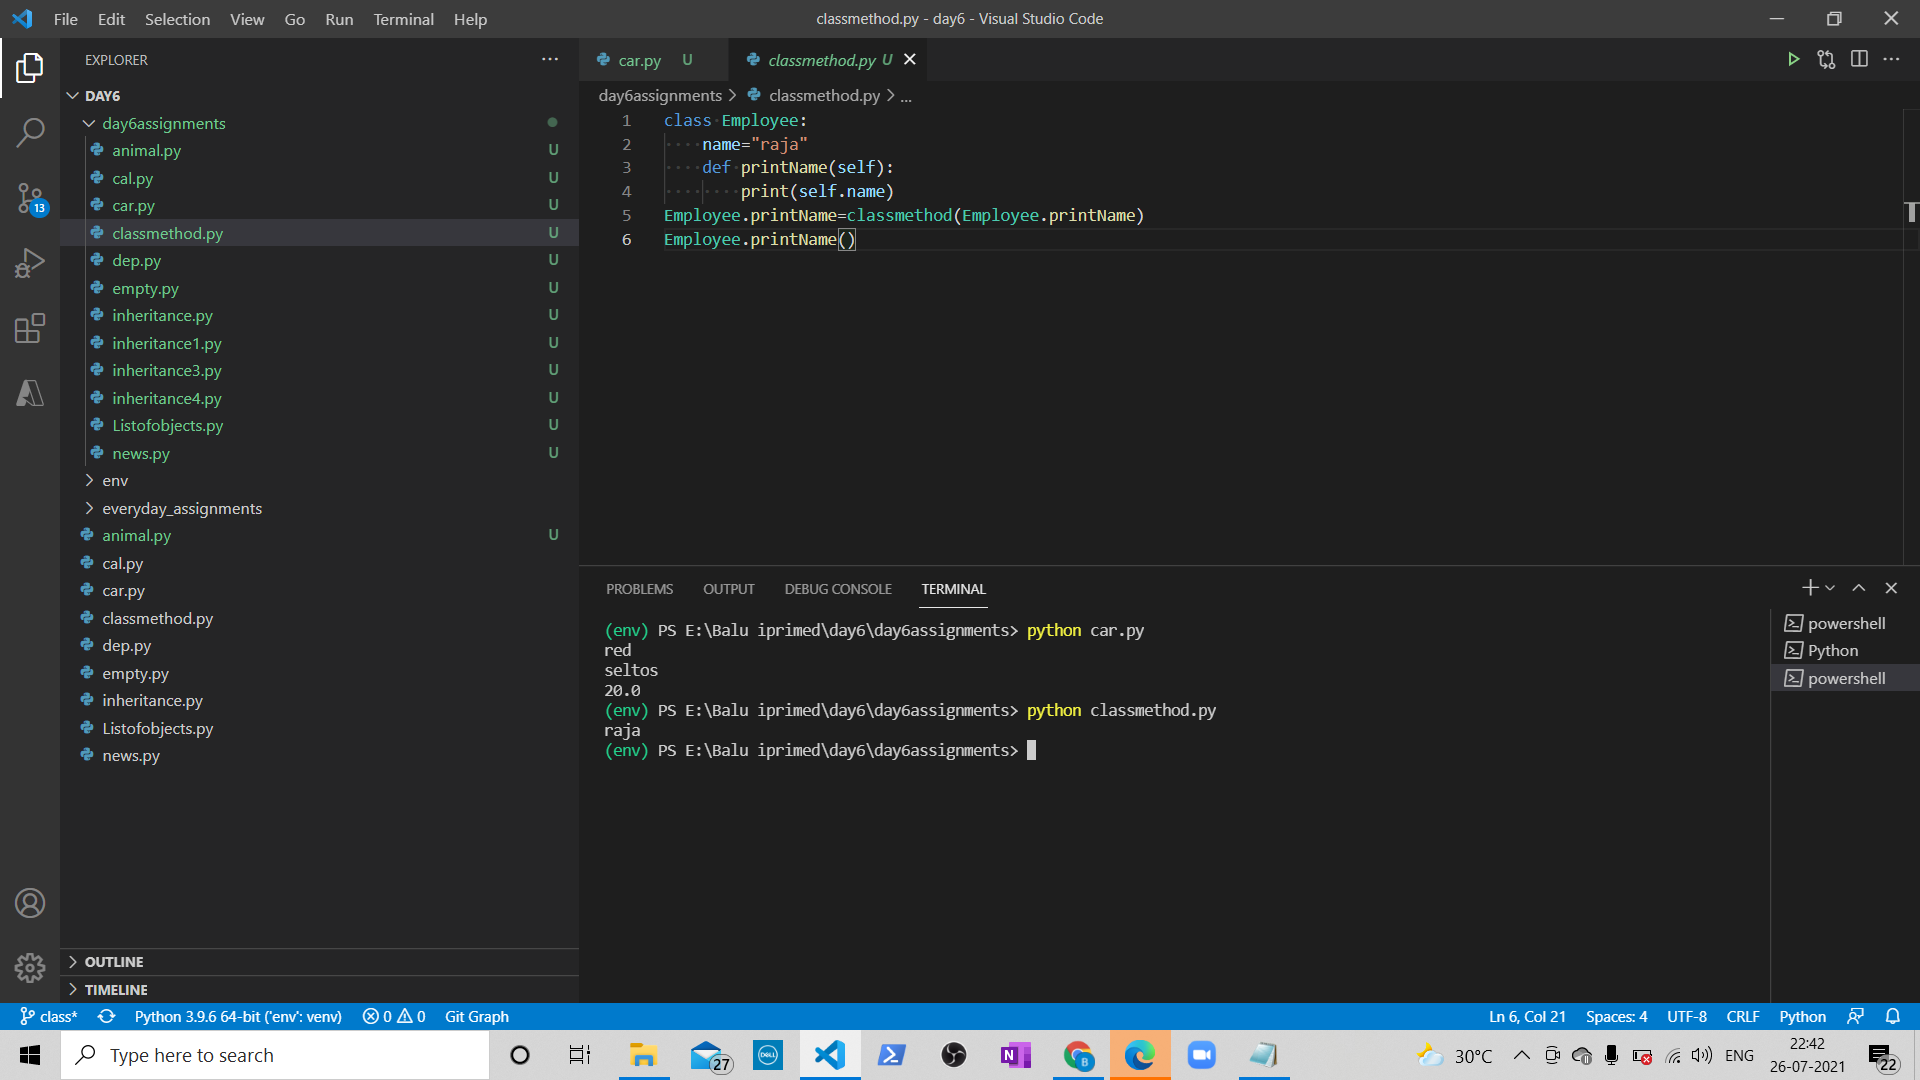 File Edit Selection View Go Run Terminal Help
classmethod.py - day6 - Visual Studio Code
EXPLORER
DAY6
day6assignments
animal.py U
cal.py U
car.py U
classmethod.py U
dep.py U
empty.py U
inheritance.py U
inheritance1.py U
inheritance3.py U
inheritance4.py U
Listofobjects.py U
news.py U
env
everyday_assignments
animal.py U
cal.py
car.py
classmethod.py
dep.py
empty.py
inheritance.py
Listofobjects.py
news.py
OUTLINE
TIMELINE
13
car.py U
classmethod.py U
day6assignments > classmethod.py > ...
1 class Employee:
2 name="raja"
3 def printName(self):
4 print(self.name)
5 Employee.printName=classmethod(Employee.printName)
6 Employee.printName()
PROBLEMS OUTPUT DEBUG CONSOLE TERMINAL
(env) PS E:\Balu iprimed\day6\day6assignments> python car.py
red
seltos
20.0
(env) PS E:\Balu iprimed\day6\day6assignments> python classmethod.py
raja
(env) PS E:\Balu iprimed\day6\day6assignments>
powershell
Python
powershell
class* Python 3.9.6 64-bit ('env': venv) 0 0 Git Graph
Ln 6, Col 21 Spaces: 4 UTF-8 CRLF Python
Type here to search
27
DELL
N
B
30°C
ENG
22:42
26-07-2021
22